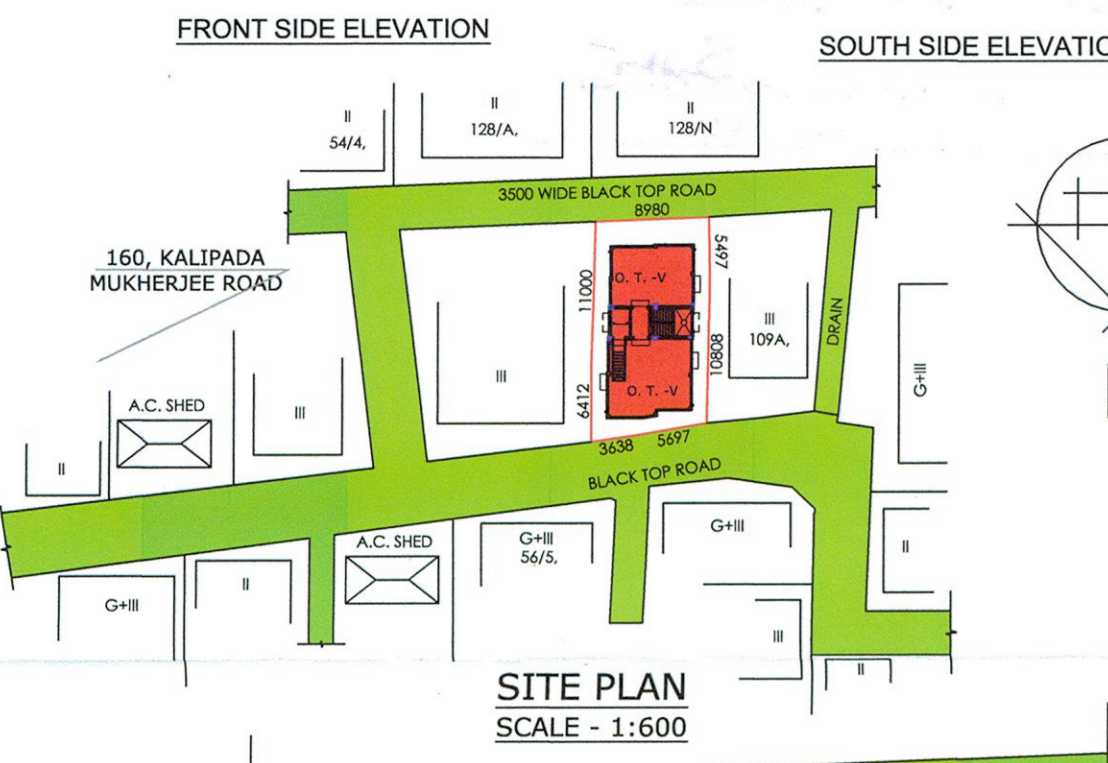 FRONT SIDE ELEVATION
SOUTH SIDE ELEVATIO
II
54/4,
II
128/A,
II
128/N
3500 WIDE BLACK TOP ROAD
8980
160, KALIPADA
MUKHERJEE ROAD
5497
11000
O. T. -V
III
109A,
DRAIN
10808
6412
O. T. -V
III
G+III
A.C. SHED
III
II
3638
5697
BLACK TOP ROAD
G+III
56/5,
G+III
A.C. SHED
II
G+III
II
III
II
SITE PLAN
SCALE - 1:600